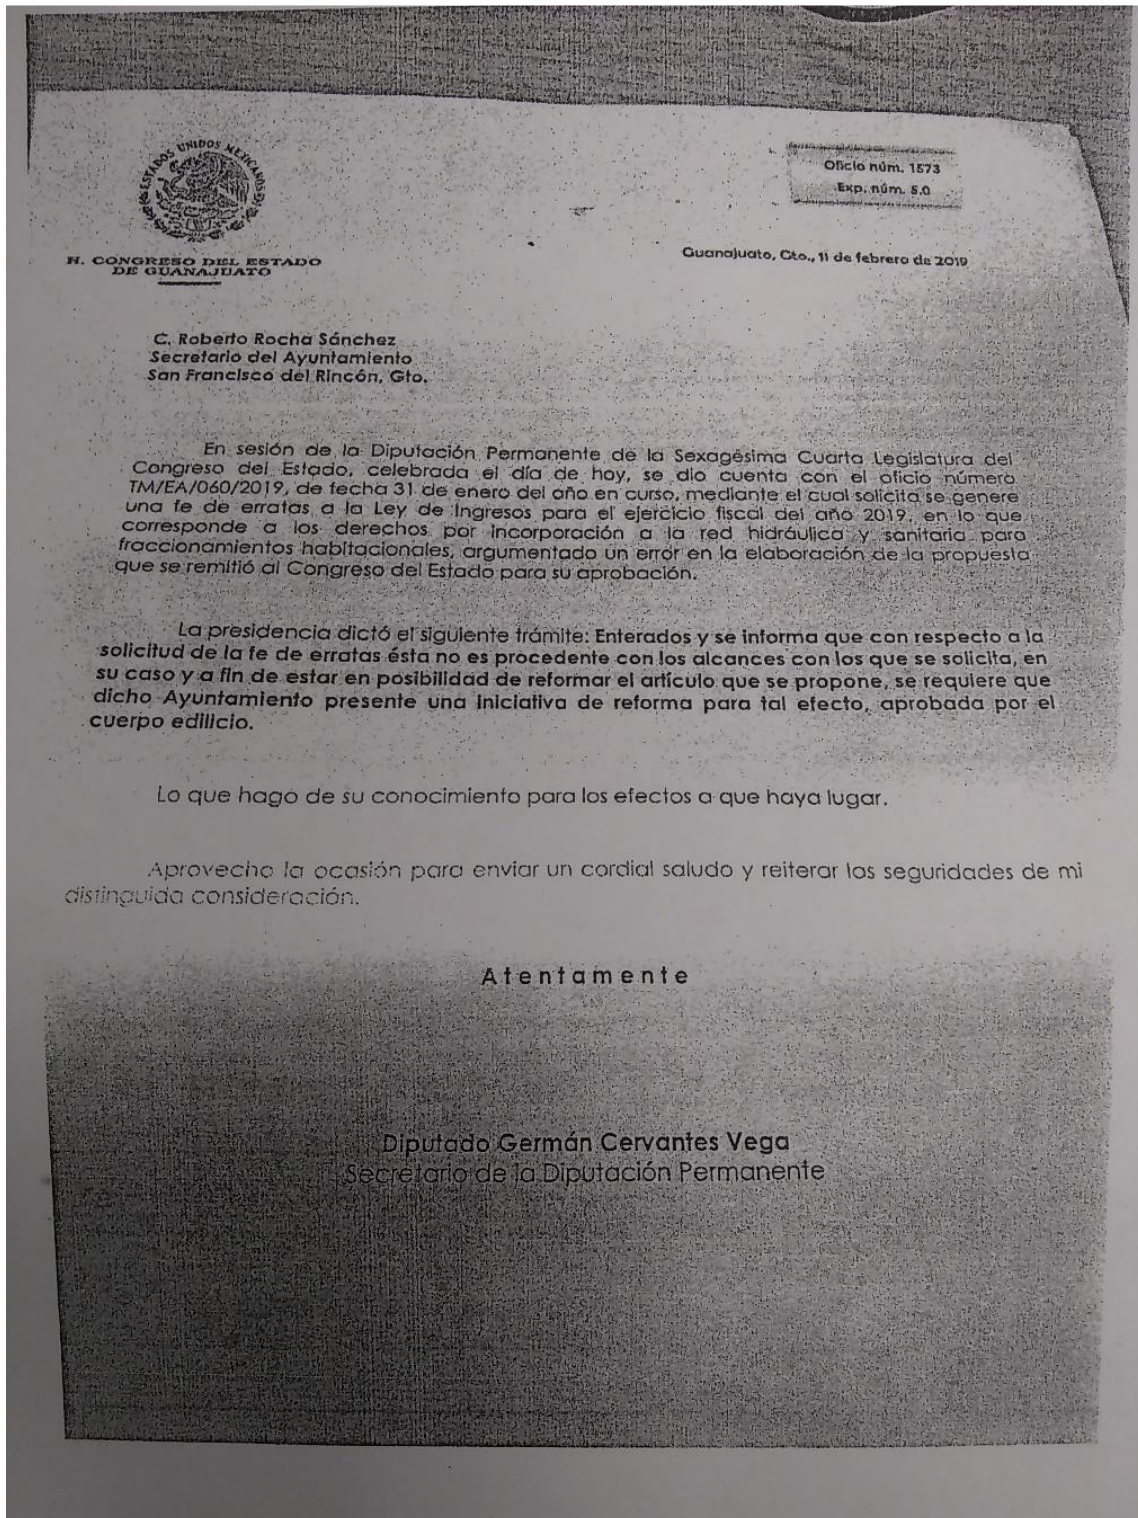 ESTADOS UNIDOS MEXICANOS
Oficio núm. 1573
Exp. núm. 5.0
H. CONGRESO DEL ESTADO
DE GUANAJUATO
Guanajuato, Gto., 11 de febrero de 2019
C. Roberto Rocha Sánchez
Secretario del Ayuntamiento
San Francisco del Rincón, Gto.
En sesión de la Diputación Permanente de la Sexagésima Cuarta Legislatura del
Congreso del Estado, celebrada el día de hoy, se dio cuenta con el oficio número
TM/EA/060/2019, de fecha 31 de enero del año en curso, mediante el cual solicita se genere
una fe de erratas a la Ley de Ingresos para el ejercicio fiscal del año 2019, en lo que
corresponde a los derechos por incorporación a la red hidráulica y sanitaria para
fraccionamientos habitacionales, argumentado un error en la elaboración de la propuesta
que se remitió al Congreso del Estado para su aprobación.
La presidencia dictó el siguiente trámite: Enterados y se informa que con respecto a la
solicitud de la fe de erratas ésta no es procedente con los alcances con los que se solicita, en
su caso y a fin de estar en posibilidad de reformar el artículo que se propone, se requiere que
dicho Ayuntamiento presente una iniciativa de reforma para tal efecto, aprobada por el
cuerpo edilicio.
Lo que hago de su conocimiento para los efectos a que haya lugar.
Aprovecho la ocasión para enviar un cordial saludo y reiterar las seguridades de mi
distinguida consideración.
Atentamente
Diputado Germán Cervantes Vega
Secretario de la Diputación Permanente